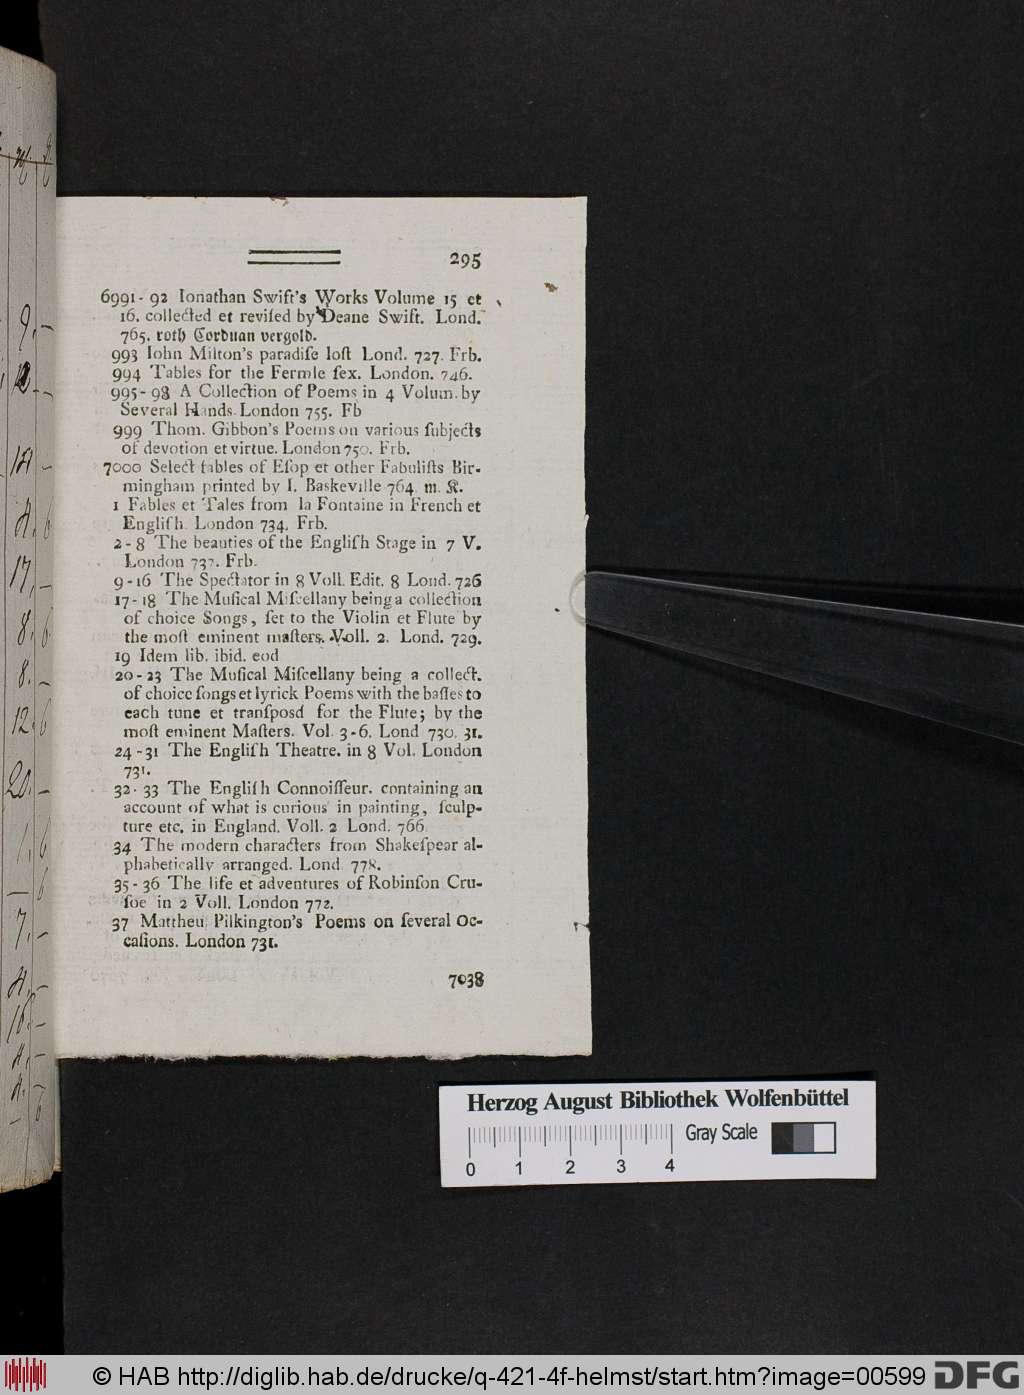 295
6991-92 Ionathan Swift's Works Volume 15 et
16. collected et reviſed by Deane Swift. Lond.
765. roth Corduan vergold.
993 Iohn Milton's paradiſe loſt Lond. 727. Frb.
994 Tables for the Fermle ſex. London. 746.
995-98 A Collection of Poems in 4 Volum. by
Several Hands. London 755. Fb
999 Thom. Gibbon's Poems on various ſubjects
of devotion et virtue. London 750. Frb.
7000 Select fables of Eſop et other Fabuliſts Bir-
mingham printed by I. Baskeville 764. m. K.
1 Fables et Tales from la Fontaine in French et
Engliſh. London 734. Frb.
2-8 The beauties of the Engliſh Stage in 7 V.
London 737. Frb.
9-16 The Spectator in 8 Voll. Edit. 8 Lond. 726
17-18 The Muſical Miſcellany being a collection
of choice Songs, ſet to the Violin et Flute by
the moſt eminent maſters. Voll. 2. Lond. 729.
19 Idem lib. ibid. eod
20-23 The Muſical Miſcellany being a collect.
of choice ſongs et lyrick Poems with the baſſes to
each tune et tranſposd for the Flute; by the
moſt eminent Maſters. Vol. 3-6. Lond 730. 31.
24-31 The Engliſh Theatre. in 8 Vol. London
731.
32-33 The Engliſh Connoiſſeur. containing an
account of what is curious in painting, ſculp-
ture etc. in England. Voll. 2 Lond. 766
34 The modern characters from Shakeſpear al-
phabetically arranged. Lond. 778.
35-36 The life et adventures of Robinſon Cru-
ſoe in 2 Voll. London 772.
37 Mattheu Pilkington's Poems on ſeveral Oc-
caſions. London 731.
7038
Herzog August Bibliothek Wolfenbüttel
Gray Scale
0 1 2 3 4
© HAB http://diglib.hab.de/drucke/q-421-4f-helmst/start.htm?image=00599 DFG